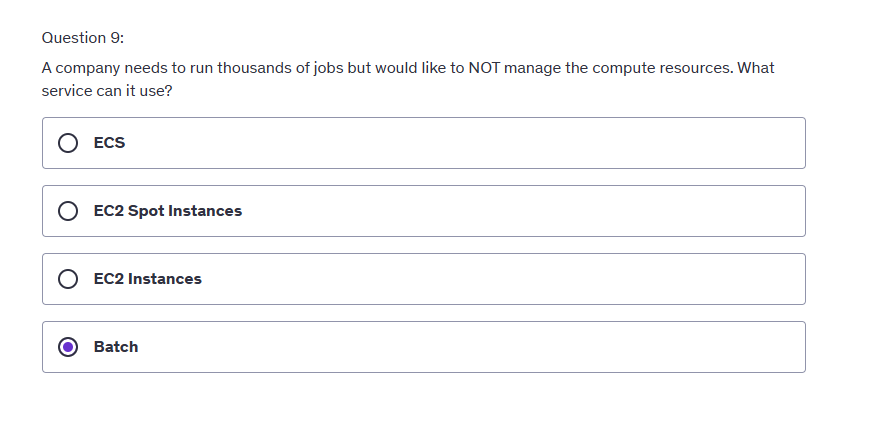 Question 9:
A company needs to run thousands of jobs but would like to NOT manage the compute resources. What
service can it use?
ECS
EC2 Spot Instances
EC2 Instances
Batch